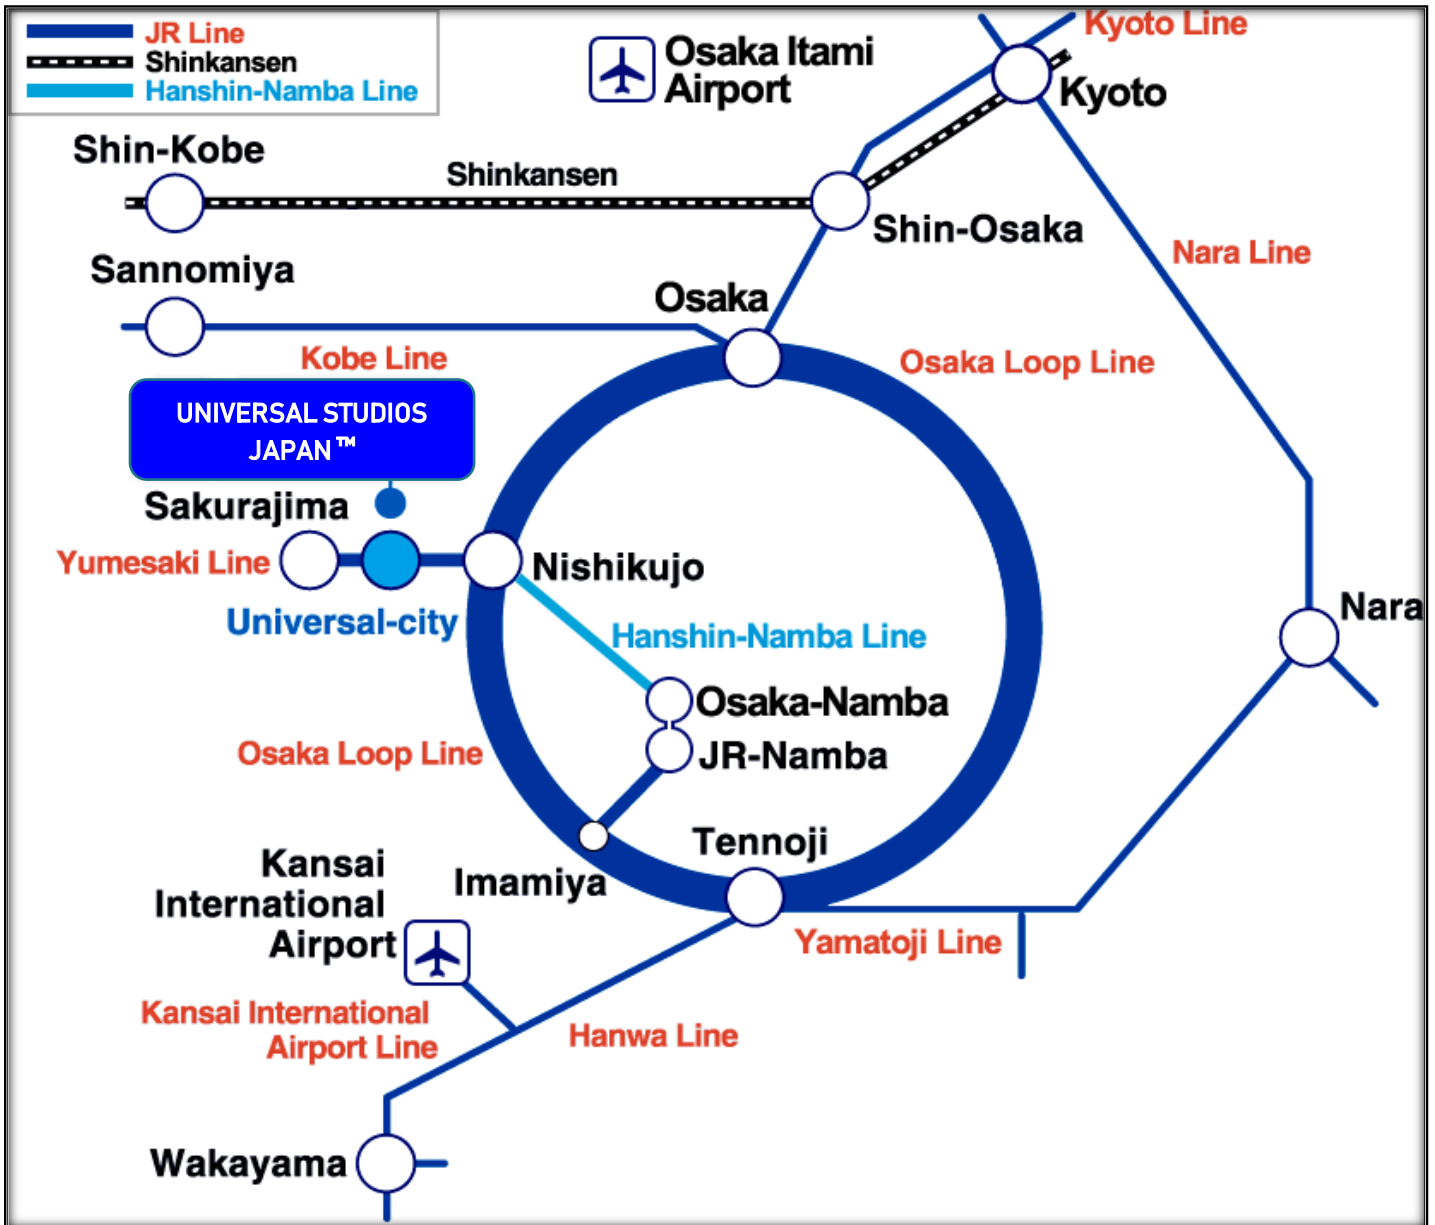 JR Line
Shinkansen
Hanshin-Namba Line
Osaka Itami
Airport
Kyoto Line
Kyoto
Shin-Kobe
Shinkansen
Shin-Osaka
Nara Line
Sannomiya
Osaka
Kobe Line
Osaka Loop Line
UNIVERSAL STUDIOS
JAPAN™
Sakurajima
Yumesaki Line
Nishikujo
Universal-city
Hanshin-Namba Line
Nara
Osaka-Namba
JR-Namba
Osaka Loop Line
Tennoji
Imamiya
Kansai
International
Airport
Yamatoji Line
Kansai International
Airport Line
Hanwa Line
Wakayama